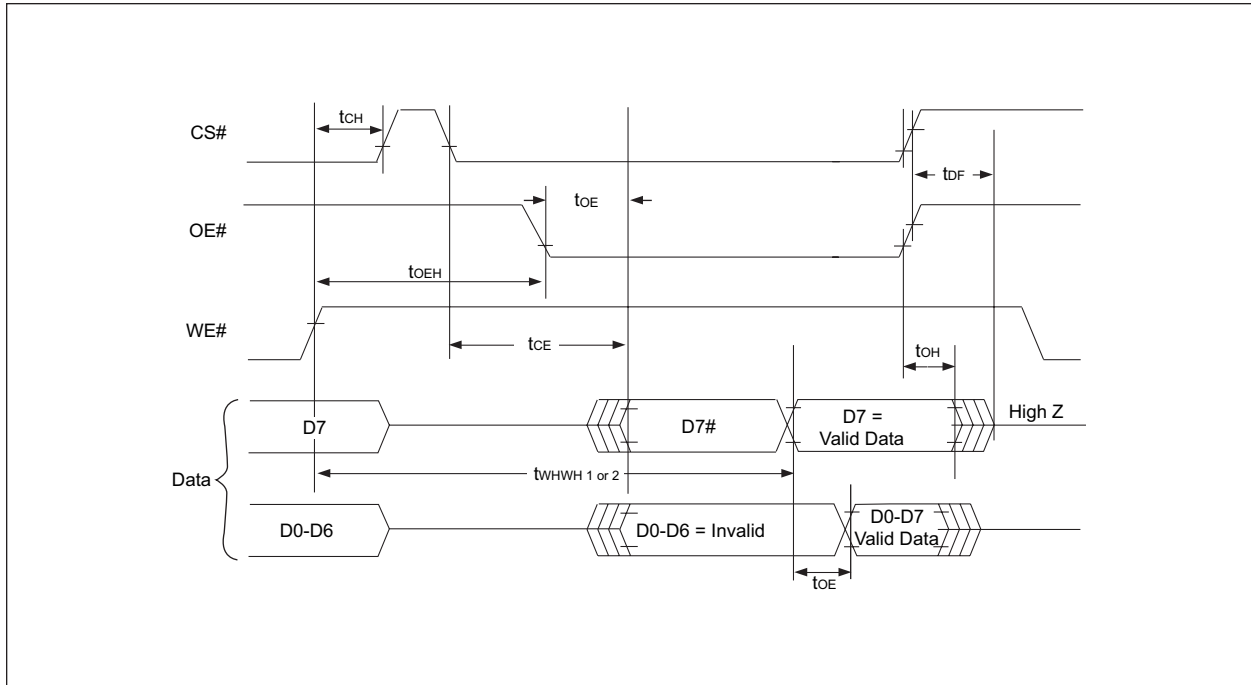 CS#
tCH
tDF
OE#
tOE
tOEH
WE#
tCE
tOH
Data
D7
D7#
D7 =
Valid Data
High Z
tWHWH 1 or 2
D0-D6
D0-D6 = Invalid
D0-D7
Valid Data
tOE